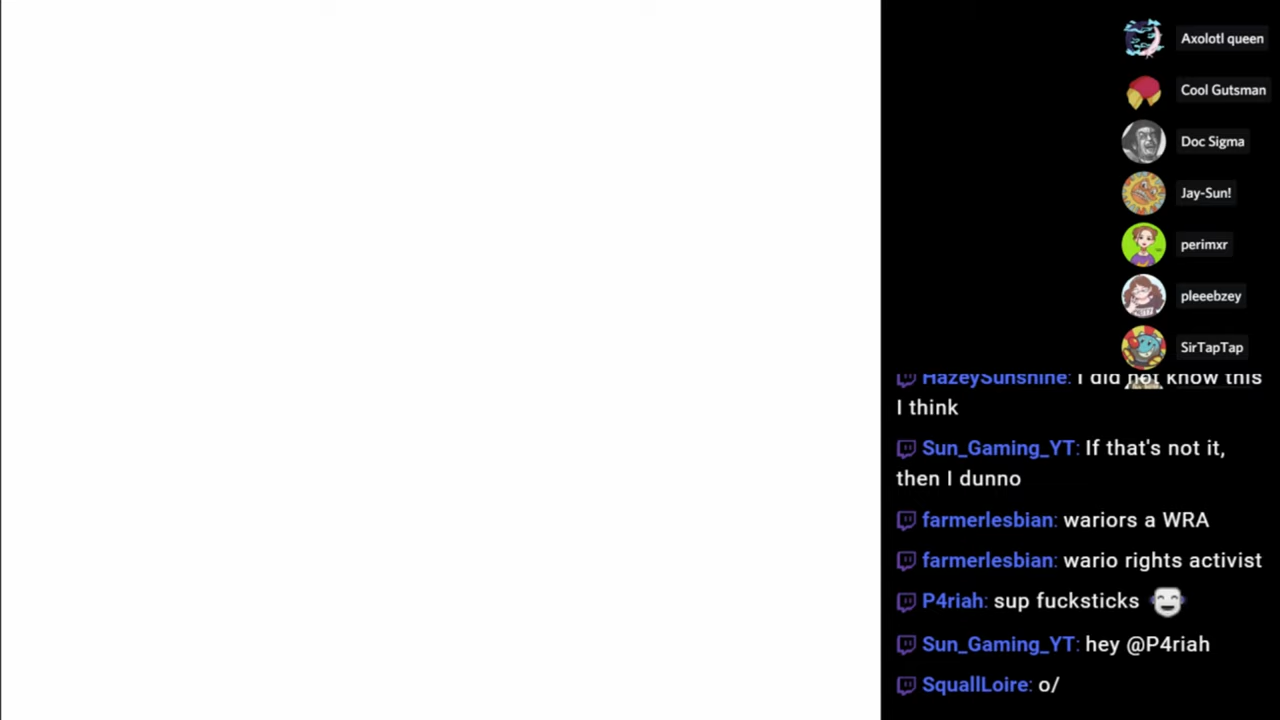 Axolotl queen
Cool Gutsman
Doc Sigma
Jay-Sun!
perimxr
pleeebzey
SirTapTap
HazeySunshine: I did not know this
I think
Sun_Gaming_YT: If that's not it,
then I dunno
farmerlesbian: wariors a WRA
farmerlesbian: wario rights activist
P4riah: sup fucksticks
Sun_Gaming_YT: hey @P4riah
SquallLoire: o/